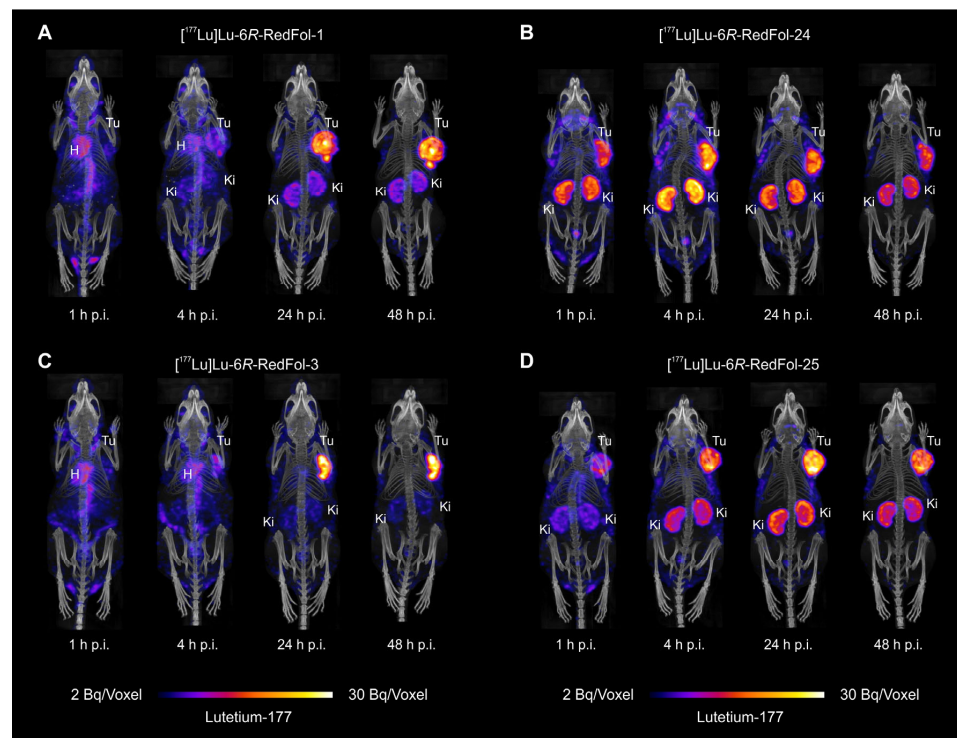 A
[¹⁷⁷Lu]Lu-6R-RedFol-1
Tu
H
Tu
H
Ki
Ki
Tu
Ki
Ki
Tu
Ki
Ki
1 h p.i.
4 h p.i.
24 h p.i.
48 h p.i.
B
[¹⁷⁷Lu]Lu-6R-RedFol-24
Tu
Ki
Ki
Tu
Ki
Ki
Tu
Ki
Ki
Tu
Ki
Ki
1 h p.i.
4 h p.i.
24 h p.i.
48 h p.i.
C
[¹⁷⁷Lu]Lu-6R-RedFol-3
Tu
H
Tu
H
Tu
Ki
Ki
Tu
Ki
Ki
1 h p.i.
4 h p.i.
24 h p.i.
48 h p.i.
2 Bq/Voxel 30 Bq/Voxel
Lutetium-177
D
[¹⁷⁷Lu]Lu-6R-RedFol-25
Tu
Ki
Ki
Tu
Ki
Ki
Tu
Ki
Ki
Tu
Ki
Ki
1 h p.i.
4 h p.i.
24 h p.i.
48 h p.i.
2 Bq/Voxel 30 Bq/Voxel
Lutetium-177